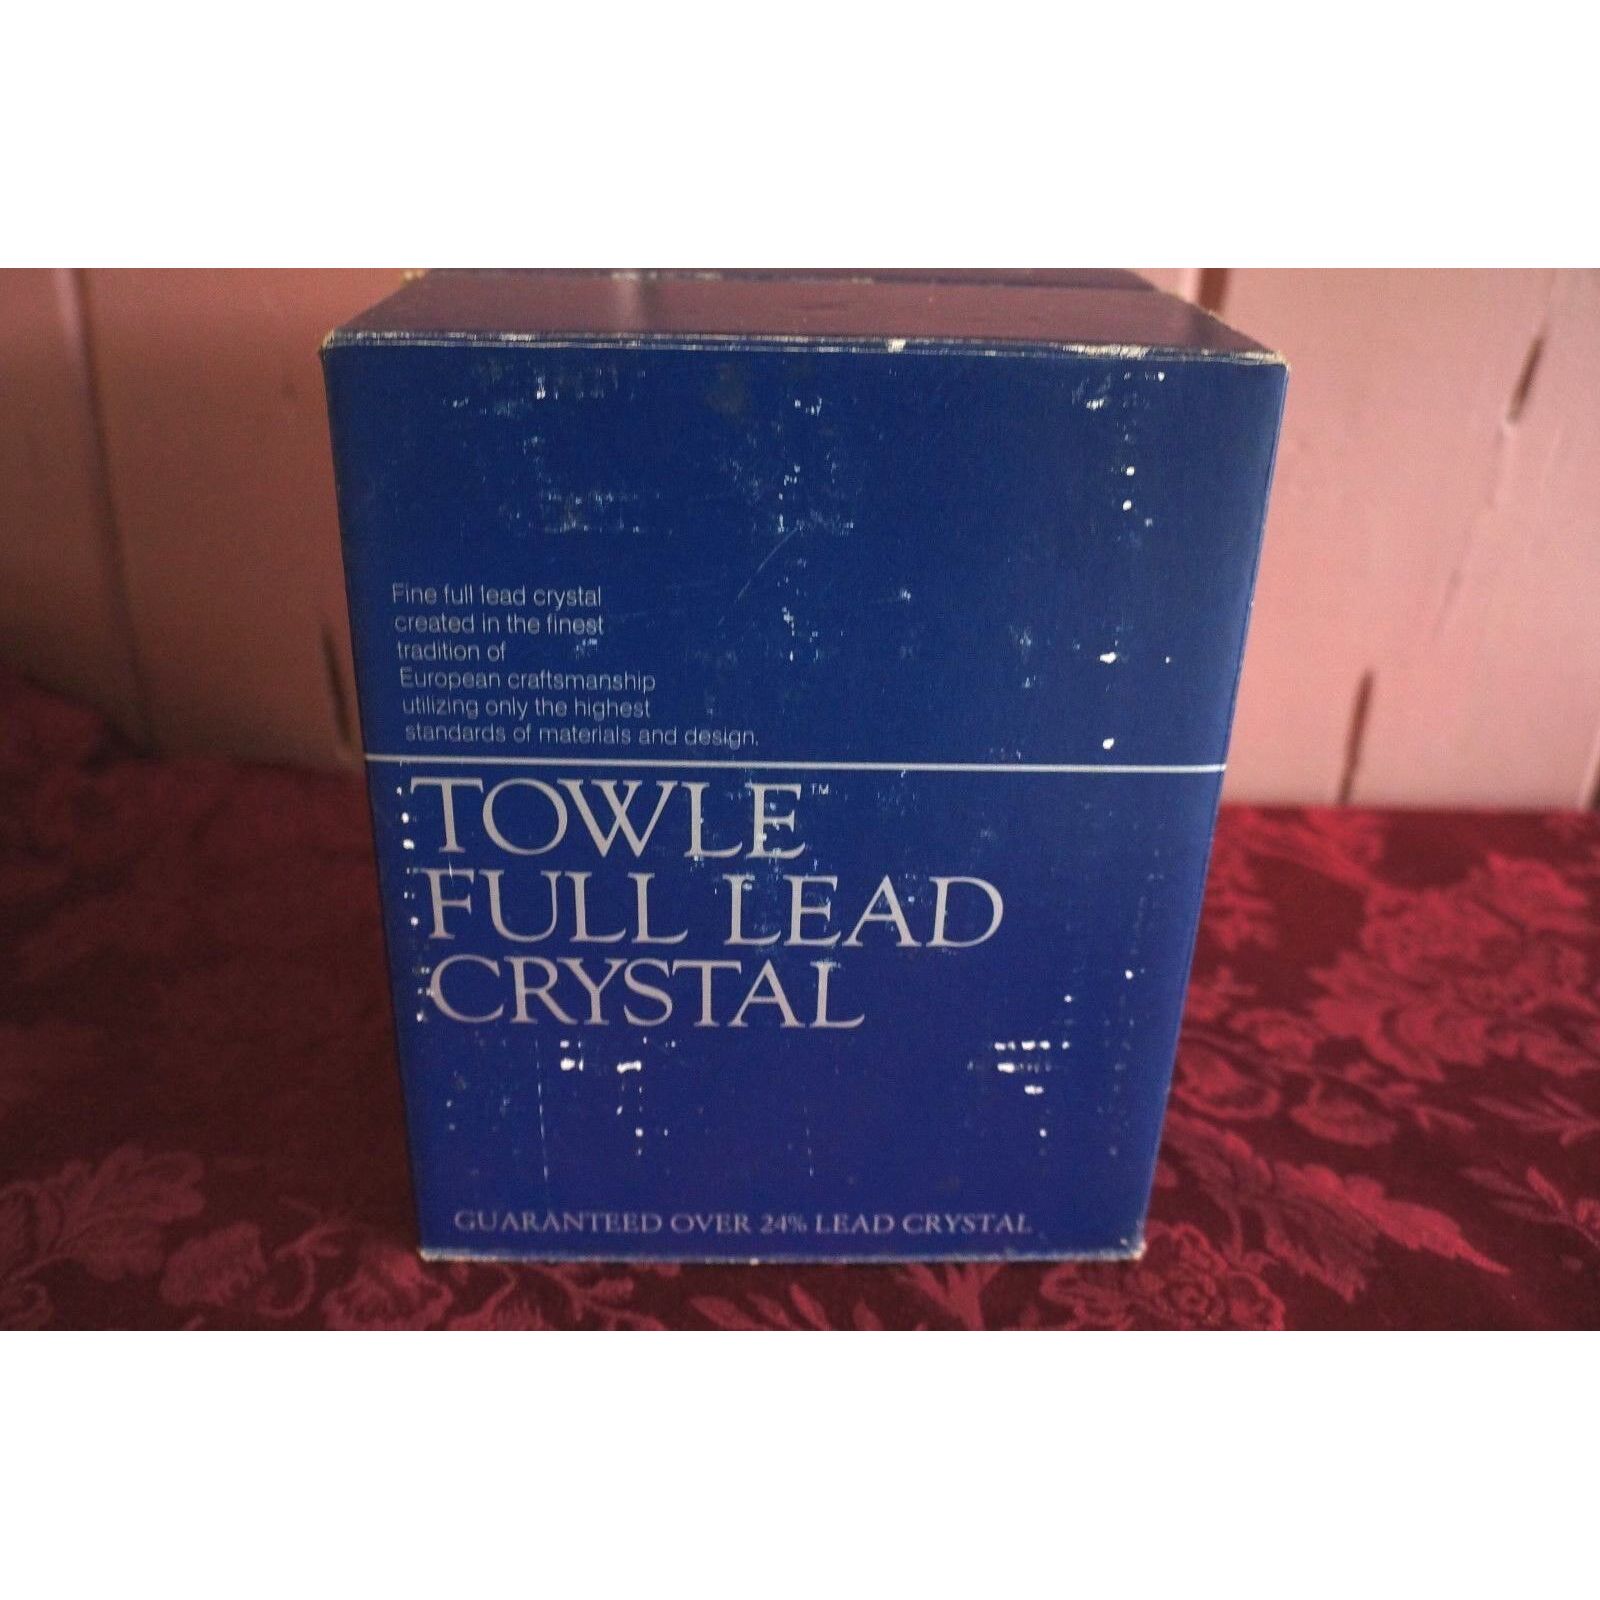 Fine full lead crystal
created in the finest
tradition of
European craftsmanship
utilizing only the highest
standards of materials and design.
TOWLE™
FULL LEAD
CRYSTAL
GUARANTEED OVER 24% LEAD CRYSTAL